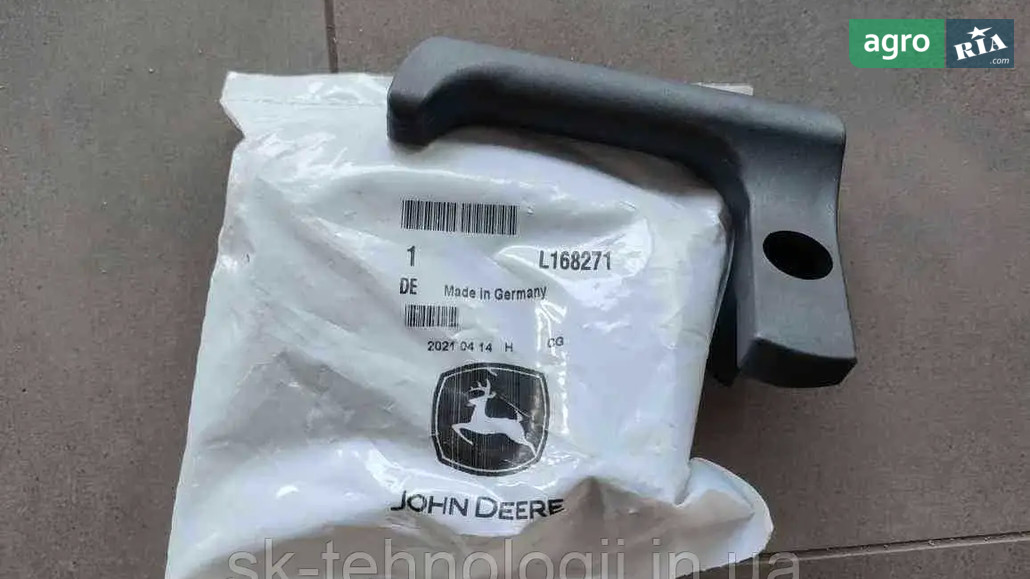 agro RIA
.com
1 L168271
DE Made in Germany
2021 04 14 H CG
JOHN DEERE
sk-tehnologii.in.ua